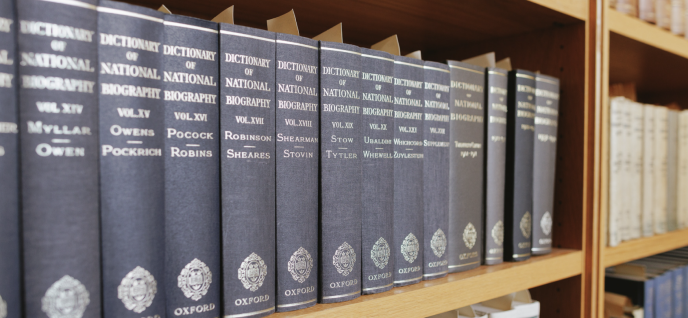 DICTIONARY
OF
NATIONAL
BIOGRAPHY
VOL.XIV
MYLLAR
OWEN
DICTIONARY
OF
NATIONAL
BIOGRAPHY
VOL.XV
OWENS
POCKRICH
DICTIONARY
OF
NATIONAL
BIOGRAPHY
VOL.XVI
POCOCK
ROBINS
OXFORD
DICTIONARY
OF
NATIONAL
BIOGRAPHY
VOL.XVII
ROBINSON
SHEARES
OXFORD
DICTIONARY
OF
NATIONAL
BIOGRAPHY
VOL.XVIII
SHEARMAN
STOVIN
OXFORD
DICTIONARY
OF
NATIONAL
BIOGRAPHY
VOL.XIX
STOW
TYTLER
OXFORD
DICTIONARY
OF
NATIONAL
BIOGRAPHY
VOL.XX
UBALDINI
WHEWELL
OXFORD
DICTIONARY
OF
NATIONAL
BIOGRAPHY
VOL.XXI
WHICHCORD
ZUYLESTEIN
OXFORD
DICTIONARY
OF
NATIONAL
BIOGRAPHY
SUPPLEMENT
OXFORD
DICTIONARY
OF
NATIONAL
BIOGRAPHY
OXFORD